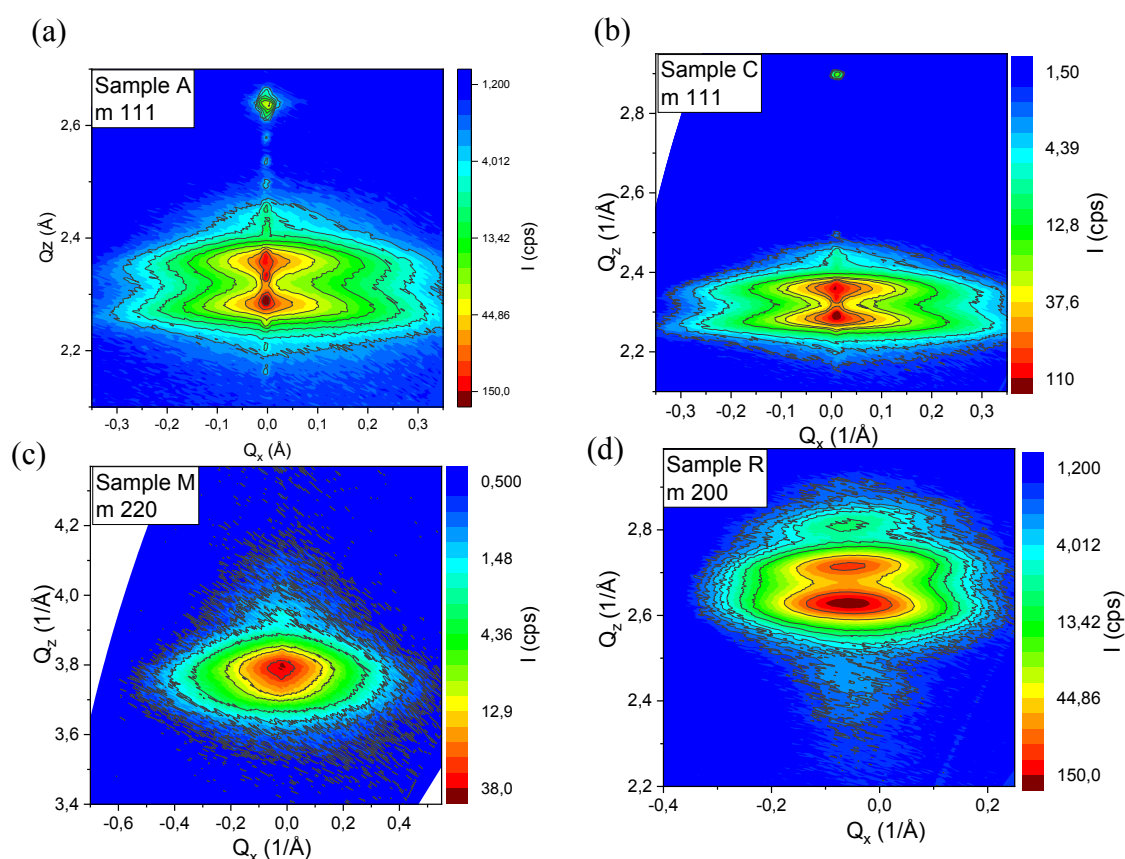 (a)
Sample A
m 111
2,6
2,4
2,2
Qz (Å)
-0,3 -0,2 -0,1 0,0 0,1 0,2 0,3
Qx (Å)
1,200
4,012
13,42
44,86
150,0
I (cps)
(b)
Sample C
m 111
2,8
2,6
2,4
2,2
Qz (1/Å)
-0,3 -0,2 -0,1 0,0 0,1 0,2 0,3
Qx (1/Å)
1,50
4,39
12,8
37,6
110
I (cps)
(c)
Sample M
m 220
4,2
4,0
3,8
3,6
3,4
Qz (1/Å)
-0,6 -0,4 -0,2 0,0 0,2 0,4
Qx (1/Å)
0,500
1,48
4,36
12,9
38,0
I (cps)
(d)
Sample R
m 200
2,8
2,6
2,4
2,2
Qz (1/Å)
-0,4 -0,2 0,0 0,2
Qx (1/Å)
1,200
4,012
13,42
44,86
150,0
I (cps)